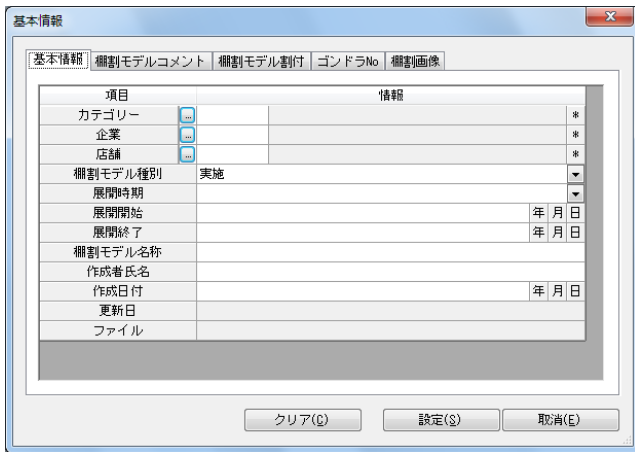 基本情報
基本情報 棚割モデルコメント 棚割モデル割付 ゴンドラNo 棚割画像
項目 情報
カテゴリー ... *
企業 ... *
店舗 ... *
棚割モデル種別 実施
展開時期
展開開始 年 月 日
展開終了 年 月 日
棚割モデル名称
作成者氏名
作成日付 年 月 日
更新日
ファイル
クリア(C) 設定(S) 取消(E)